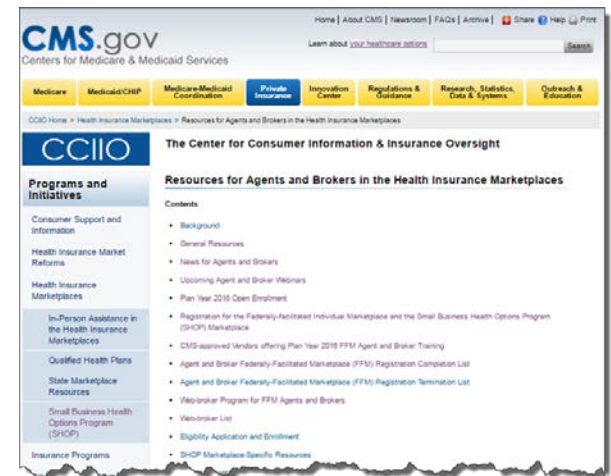 Home | About CMS | Newsroom | FAQs | Archive | Share Help Print
CMS.gov
Centers for Medicare & Medicaid Services
Learn about your healthcare options
Search
Medicare
Medicaid/CHIP
Medicare-Medicaid
Coordination
Private
Insurance
Innovation
Center
Regulations &
Guidance
Research, Statistics,
Data & Systems
Outreach &
Education
CCIIO Home > Health Insurance Marketplaces > Resources for Agents and Brokers in the Health Insurance Marketplaces
CCIIO
Programs and
Initiatives
Consumer Support and
Information
Health Insurance Market
Reforms
Health Insurance
Marketplaces
In-Person Assistance in
the Health Insurance
Marketplaces
Qualified Health Plans
State Marketplace
Resources
Small Business Health
Options Program
(SHOP)
Insurance Programs
The Center for Consumer Information & Insurance Oversight
Resources for Agents and Brokers in the Health Insurance Marketplaces
Contents
• Background
• General Resources
• News for Agents and Brokers
• Upcoming Agent and Broker Webinars
• Plan Year 2016 Open Enrollment
• Registration for the Federally-facilitated Individual Marketplace and the Small Business Health Options Program
(SHOP) Marketplace
• CMS-approved Vendors offering Plan Year 2016 FFM Agent and Broker Training
• Agent and Broker Federally-Facilitated Marketplace (FFM) Registration Completion List
• Agent and Broker Federally-Facilitated Marketplace (FFM) Registration Termination List
• Web-broker Program for FFM Agents and Brokers
• Web-broker List
• Eligibility Application and Enrollment
• SHOP Marketplace-Specific Resources